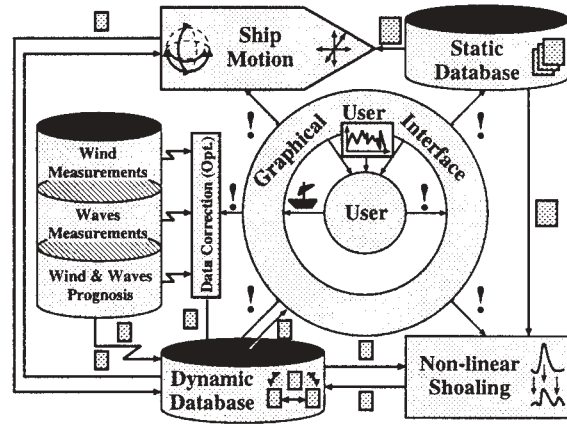 Ship
Motion
Static
Database
User
Graphical
Interface
Wind
Measurements
Waves
Measurements
Wind & Waves
Prognosis
Data Correction (Opt.)
!
!
!
!
!
!
User
Dynamic
Database
Non-linear
Shoaling